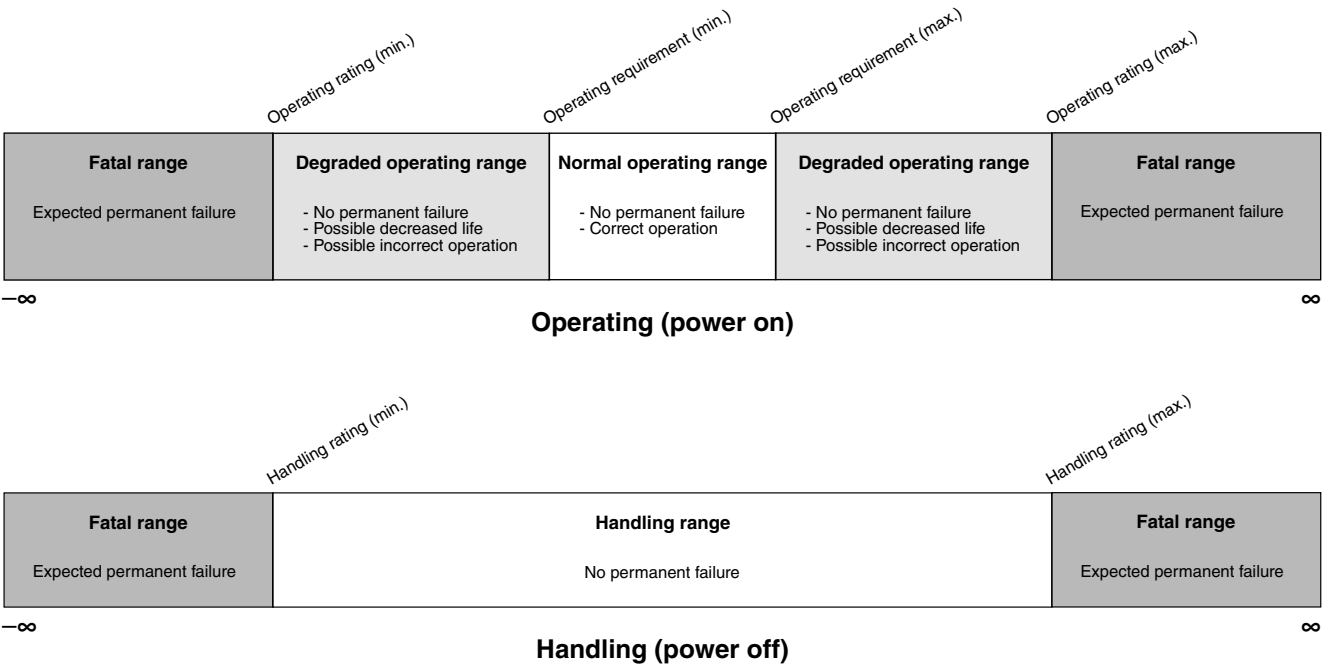 Operating rating (min.)
Operating requirement (min.)
Operating requirement (max.)
Operating rating (max.)
Fatal range
Expected permanent failure
Degraded operating range
- No permanent failure
- Possible decreased life
- Possible incorrect operation
Normal operating range
- No permanent failure
- Correct operation
Degraded operating range
- No permanent failure
- Possible decreased life
- Possible incorrect operation
Fatal range
Expected permanent failure
−∞
∞
Operating (power on)
Handling rating (min.)
Handling rating (max.)
Fatal range
Expected permanent failure
Handling range
No permanent failure
Fatal range
Expected permanent failure
−∞
∞
Handling (power off)